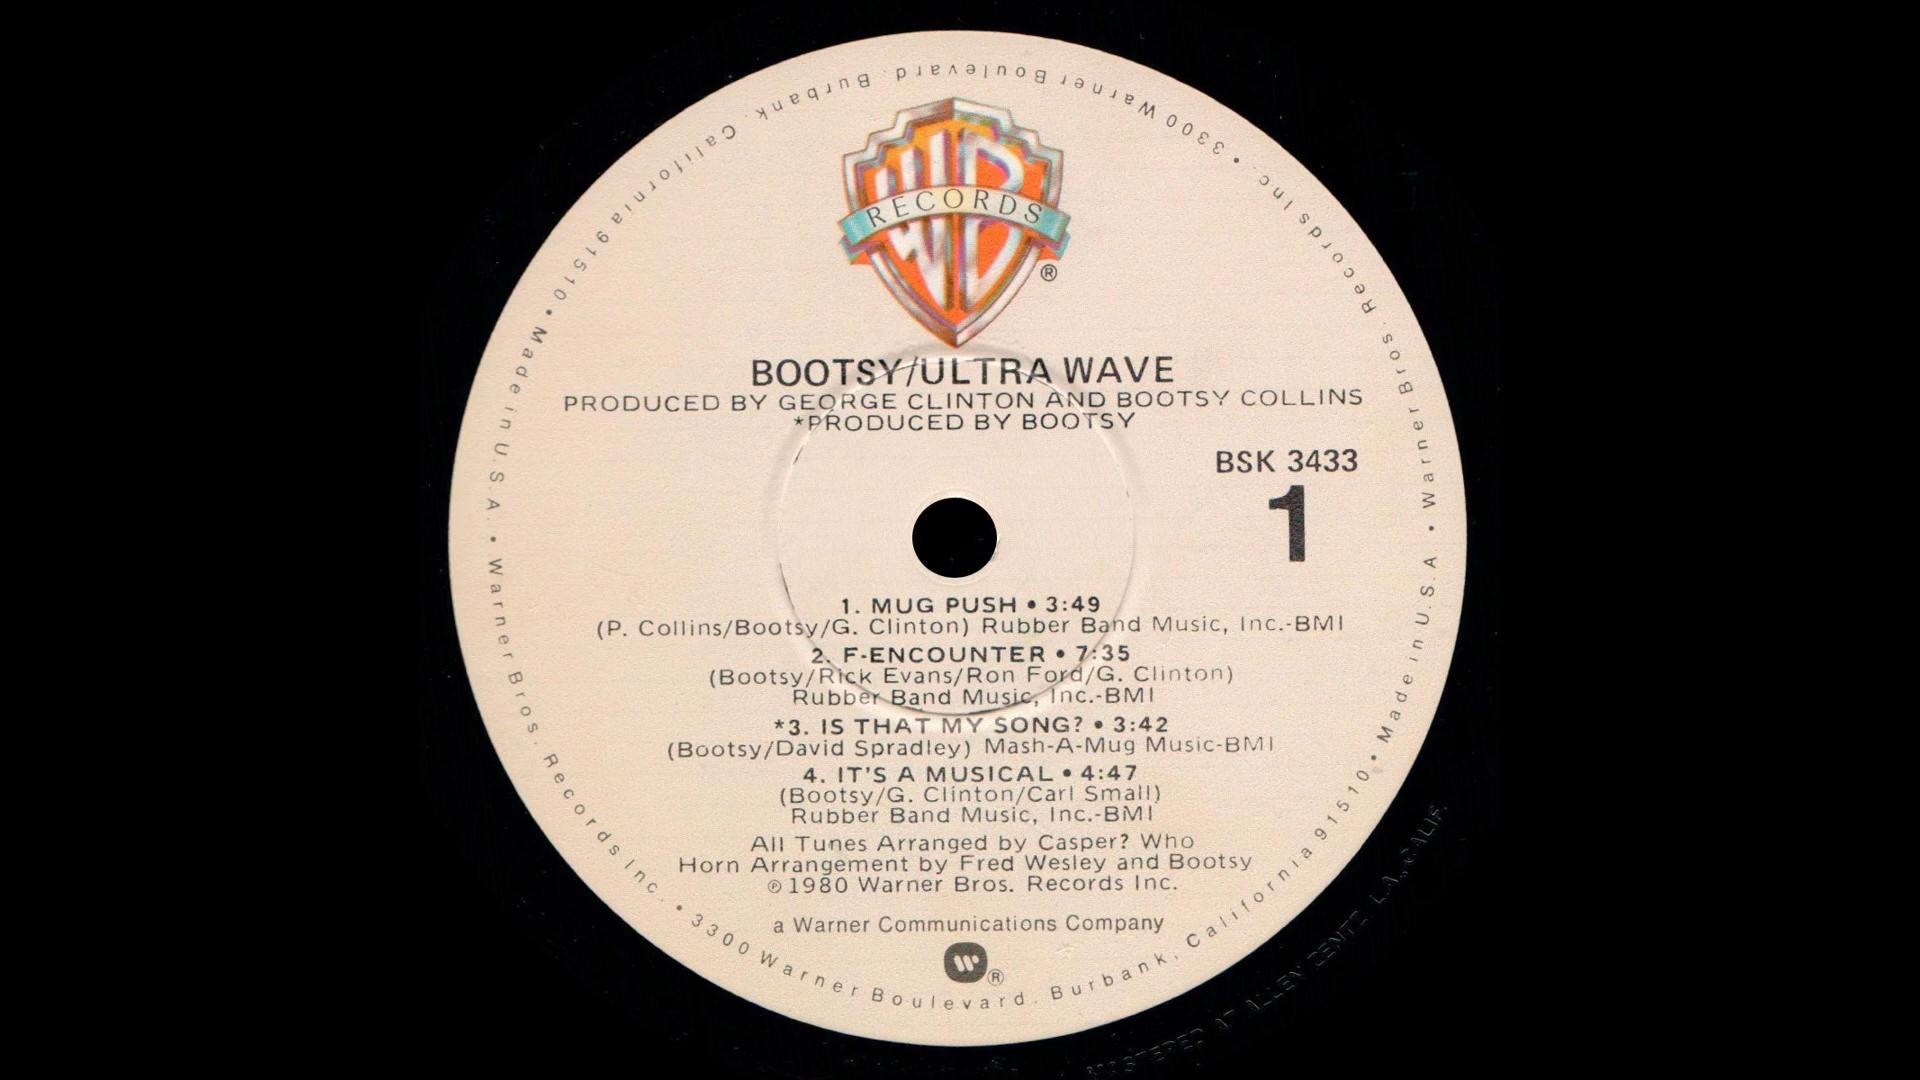 RECORDS
®
BOOTSY/ULTRA WAVE
PRODUCED BY GEORGE CLINTON AND BOOTSY COLLINS
*PRODUCED BY BOOTSY
BSK 3433
1
1. MUG PUSH • 3:49
(P. Collins/Bootsy/G. Clinton) Rubber Band Music, Inc.-BMI
2. F-ENCOUNTER • 7:35
(Bootsy/Rick Evans/Ron Ford/G. Clinton)
Rubber Band Music, Inc.-BMI
*3. IS THAT MY SONG? • 3:42
(Bootsy/David Spradley) Mash-A-Mug Music-BMI
4. IT'S A MUSICAL • 4:47
(Bootsy/G. Clinton/Carl Small)
Rubber Band Music, Inc.-BMI
All Tunes Arranged by Casper? Who
Horn Arrangement by Fred Wesley and Bootsy
℗ 1980 Warner Bros. Records Inc.
a Warner Communications Company
®
• Warner Bros. Records Inc. • 3300 Warner Boulevard. Burbank, California 91510 • Made in U.S.A. • Warner Bros. Records Inc. • 3300 Warner Boulevard. Burbank. California 91510 • Made in U.S.A.
MASTERED AT ALLEN ZENTZ L.A., CALIF.